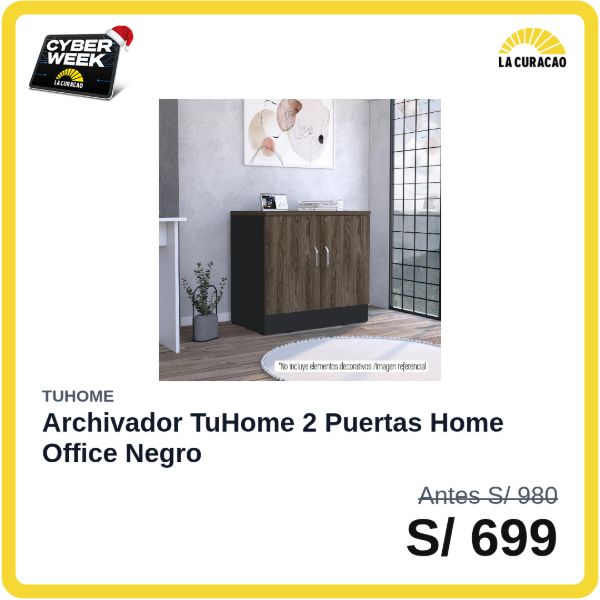 CYBER
WEEK
LA CURACAO
LA CURACAO
*No incluye elementos decorativos /Imagen referencial
TUHOME
Archivador TuHome 2 Puertas Home
Office Negro
Antes S/ 980
S/ 699